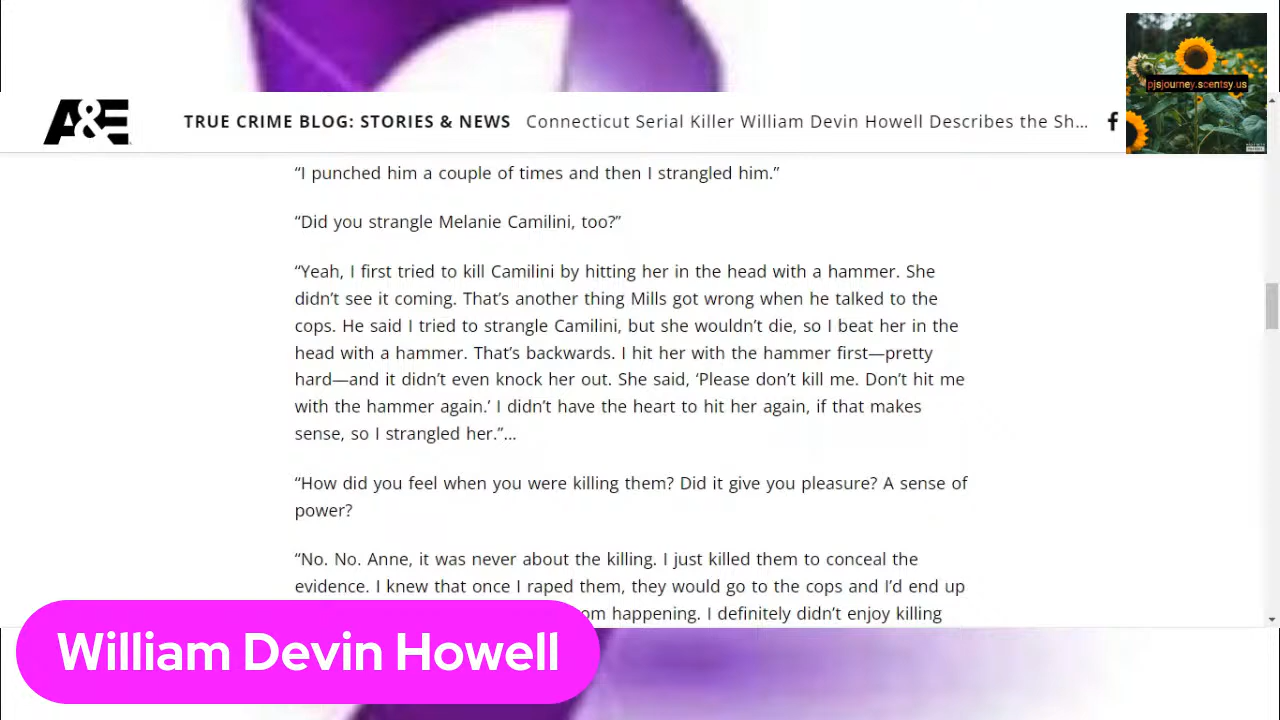 A&E
TRUE CRIME BLOG: STORIES & NEWS Connecticut Serial Killer William Devin Howell Describes the Sh...
f
pjsjourney.scentsy.us
“I punched him a couple of times and then I strangled him.”
“Did you strangle Melanie Camilini, too?”
“Yeah, I first tried to kill Camilini by hitting her in the head with a hammer. She
didn’t see it coming. That’s another thing Mills got wrong when he talked to the
cops. He said I tried to strangle Camilini, but she wouldn’t die, so I beat her in the
head with a hammer. That’s backwards. I hit her with the hammer first—pretty
hard—and it didn’t even knock her out. She said, ‘Please don’t kill me. Don’t hit me
with the hammer again.’ I didn’t have the heart to hit her again, if that makes
sense, so I strangled her.”...
“How did you feel when you were killing them? Did it give you pleasure? A sense of
power?
“No. No. Anne, it was never about the killing. I just killed them to conceal the
evidence. I knew that once I raped them, they would go to the cops and I’d end up
happening. I definitely didn’t enjoy killing
William Devin Howell